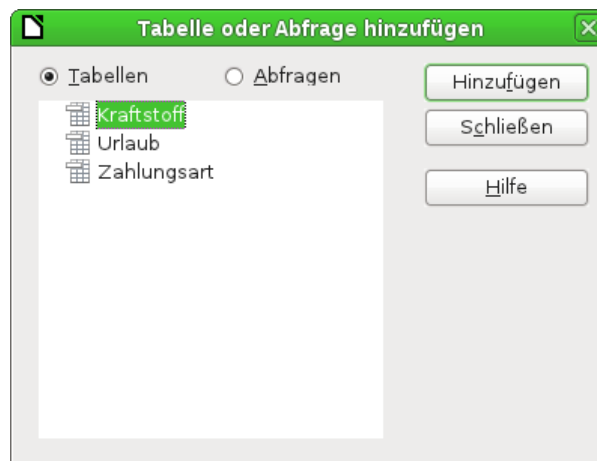 Tabelle oder Abfrage hinzufügen
Tabellen Abfragen
Hinzufügen
Kraftstoff
Urlaub
Zahlungsart
Schließen
Hilfe